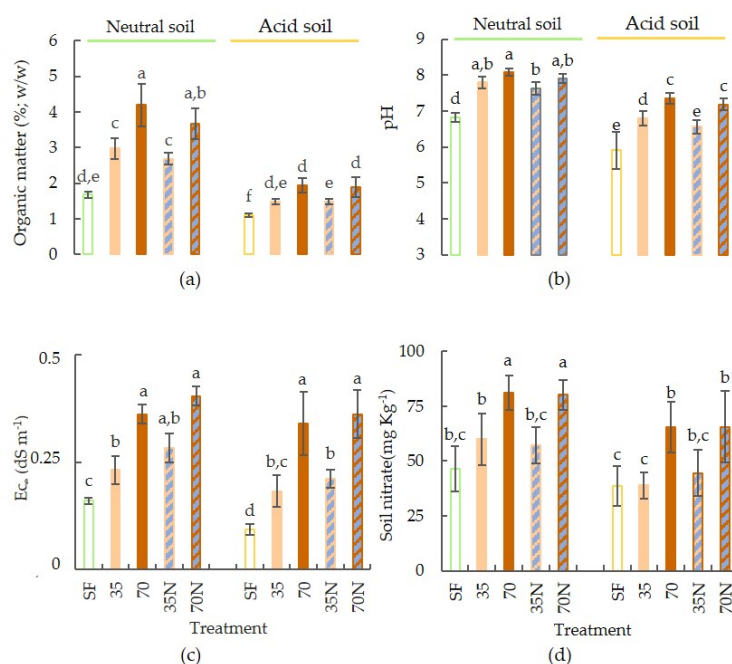 Neutral soil
Acid soil
Neutral soil
Acid soil
Organic matter (%; w/w)
6
5
4
3
2
1
0
d,e
c
a
c
a,b
f
d,e
d
e
d
(a)
pH
9
8
7
6
5
4
3
d
a,b
a
b
a,b
e
d
c
e
c
(b)
Ec (dS m-1)
0.5
0.25
0
c
b
a
a,b
a
d
b,c
a
b
a
SF
35
70
35N
70N
SF
35
70
35N
70N
Treatment
(c)
Soil nitrate(mg Kg-1)
100
75
50
25
0
b,c
b
a
b,c
a
c
c
b
b,c
b
SF
35
70
35N
70N
SF
35
70
35N
70N
Treatment
(d)